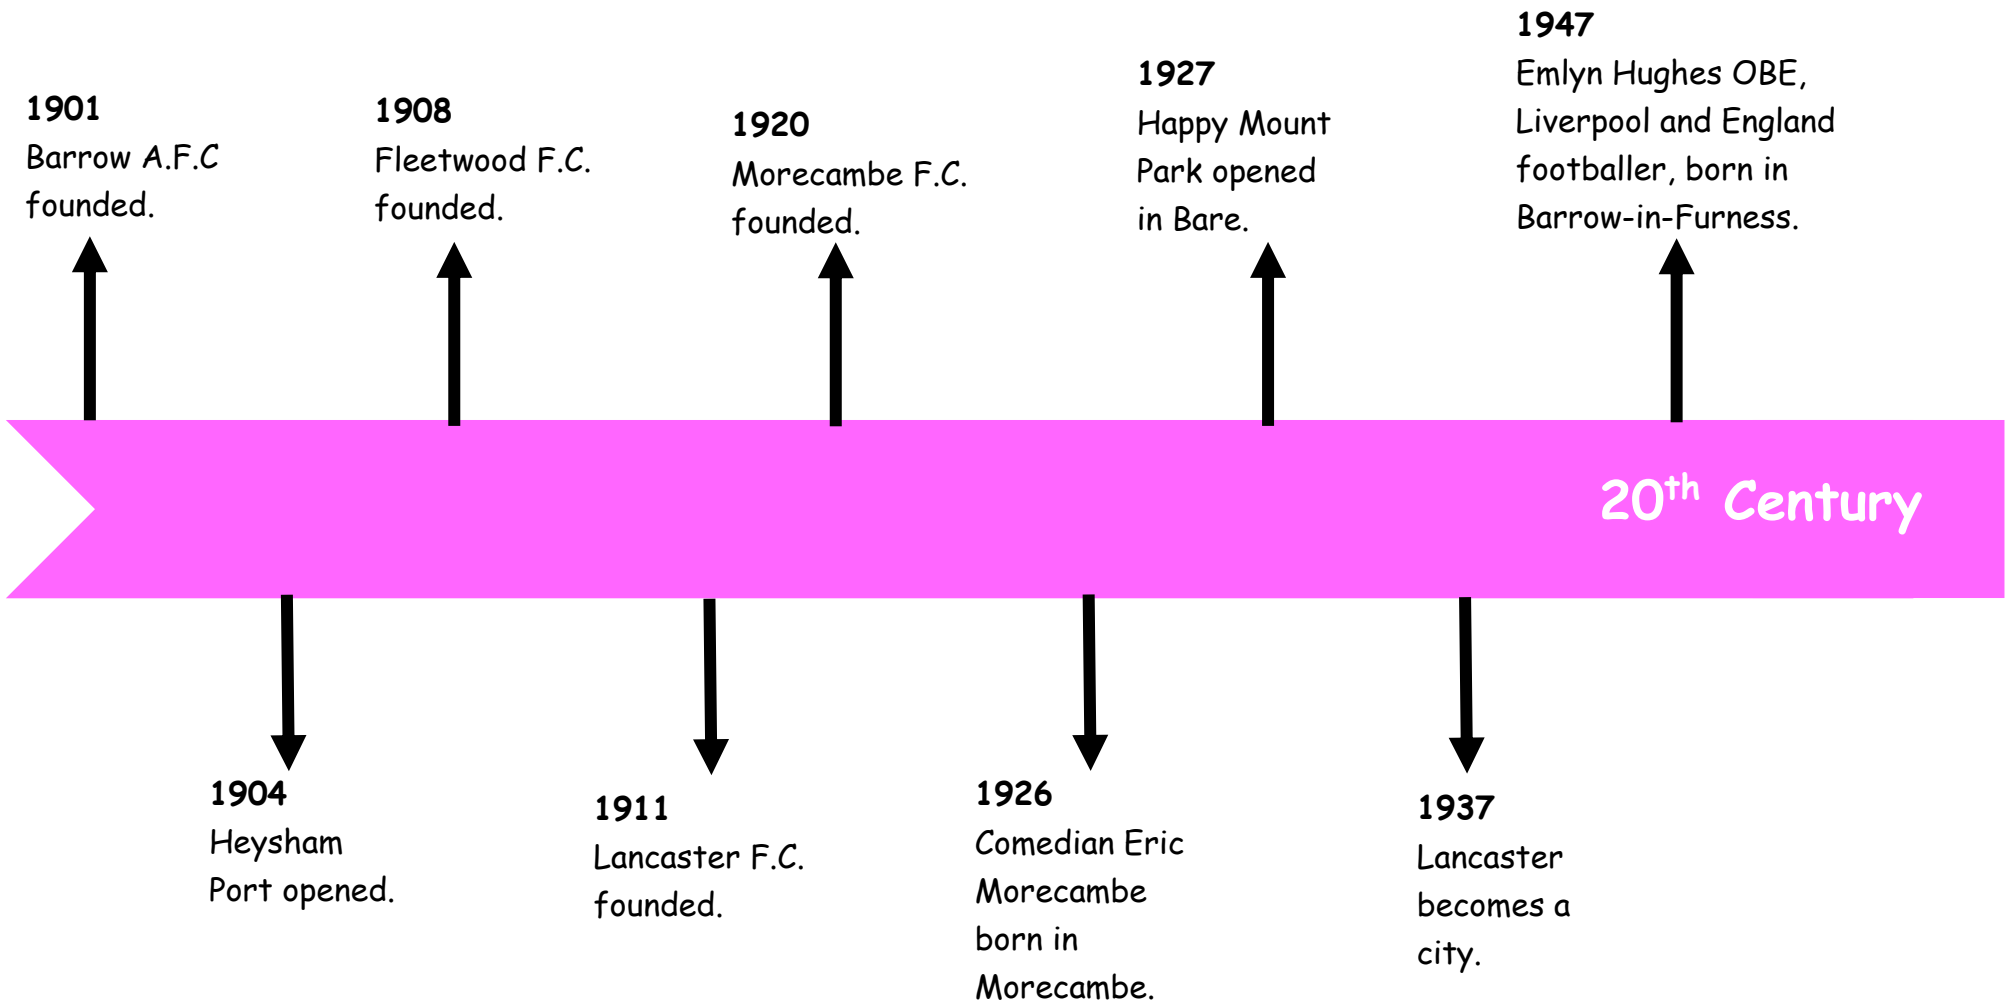 1901
Barrow A.F.C
founded.
1908
Fleetwood F.C.
founded.
1920
Morecambe F.C.
founded.
1927
Happy Mount
Park opened
in Bare.
1947
Emlyn Hughes OBE,
Liverpool and England
footballer, born in
Barrow-in-Furness.
20th Century
1904
Heysham
Port opened.
1911
Lancaster F.C.
founded.
1926
Comedian Eric
Morecambe
born in
Morecambe.
1937
Lancaster
becomes a
city.